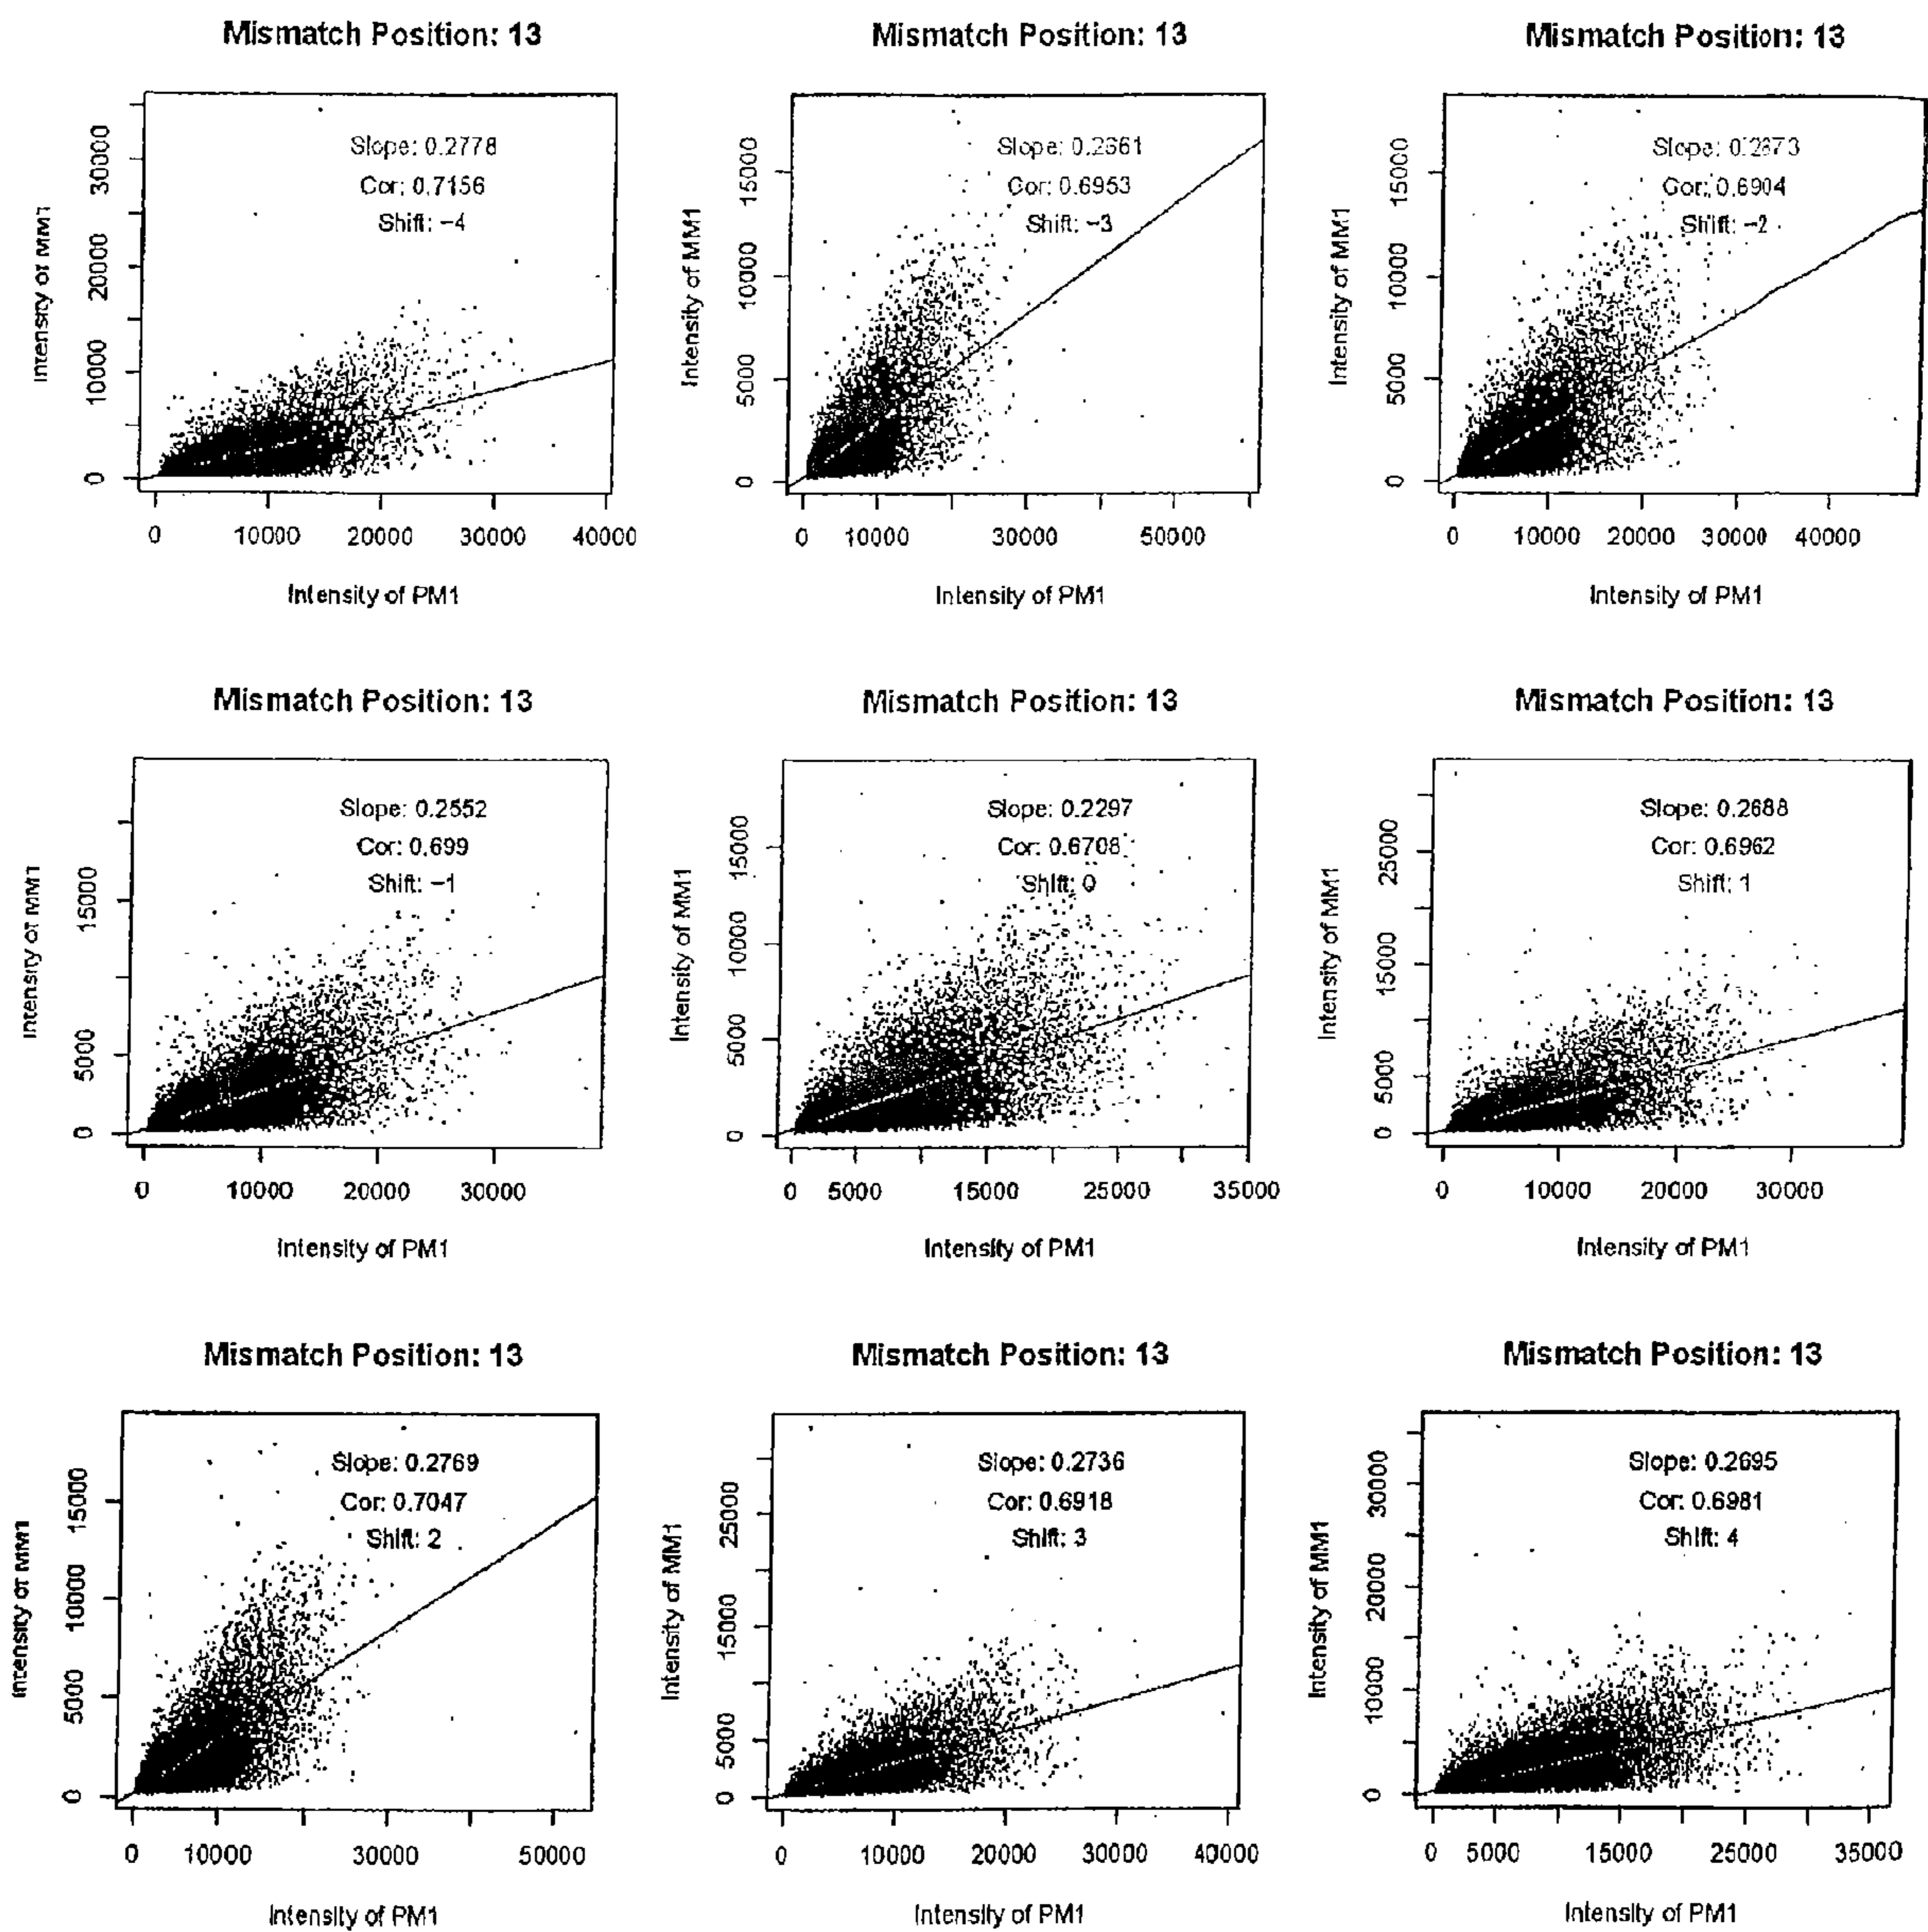 Mismatch Position: 13
Slope: 0.2778
Cor: 0.7156
Shift: −4
Intensity of MM1
0 10000 20000 30000
0 10000 20000 30000 40000
Intensity of PM1
Mismatch Position: 13
Slope: 0.2661
Cor: 0.6953
Shift: −3
Intensity of MM1
0 5000 10000 15000
0 10000 30000 50000
Intensity of PM1
Mismatch Position: 13
Slope: 0.2673
Cor: 0.6904
Shift: −2
Intensity of MM1
0 5000 10000 15000
0 10000 20000 30000 40000
Intensity of PM1
Mismatch Position: 13
Slope: 0.2552
Cor: 0.699
Shift: −1
Intensity of MM1
0 5000 15000
0 10000 20000 30000
Intensity of PM1
Mismatch Position: 13
Slope: 0.2297
Cor: 0.6708
Shift: 0
Intensity of MM1
0 5000 10000 15000
0 5000 15000 25000 35000
Intensity of PM1
Mismatch Position: 13
Slope: 0.2688
Cor: 0.6962
Shift: 1
Intensity of MM1
0 5000 15000 25000
0 10000 20000 30000
Intensity of PM1
Mismatch Position: 13
Slope: 0.2769
Cor: 0.7047
Shift: 2
Intensity of MM1
0 5000 10000 15000
0 10000 30000 50000
Intensity of PM1
Mismatch Position: 13
Slope: 0.2736
Cor: 0.6918
Shift: 3
Intensity of MM1
0 5000 15000 25000
0 10000 20000 30000 40000
Intensity of PM1
Mismatch Position: 13
Slope: 0.2695
Cor: 0.6981
Shift: 4
Intensity of MM1
0 10000 20000 30000
0 5000 15000 25000 35000
Intensity of PM1